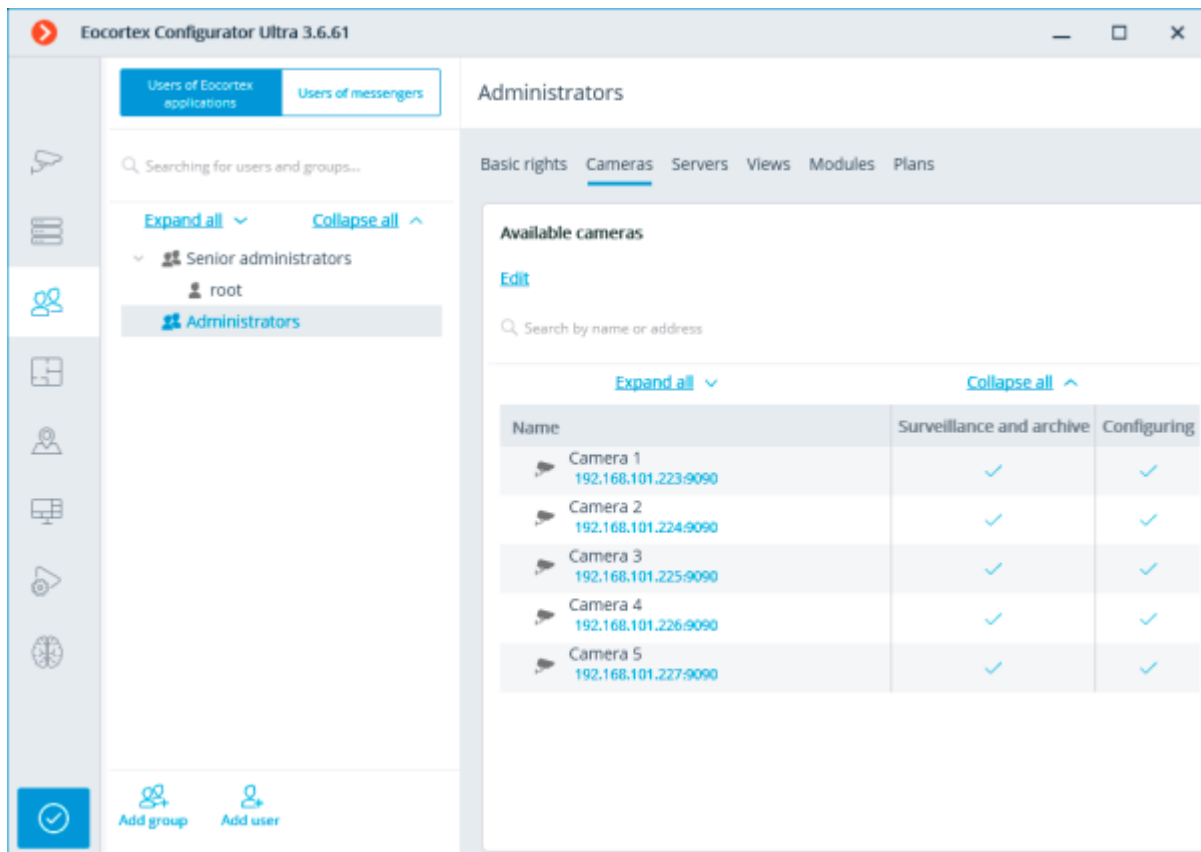 Eocortex Configurator Ultra 3.6.61
Users of Eocortex
applications
Users of messengers
Searching for users and groups...
Expand all
Collapse all
Senior administrators
root
Administrators
Add group
Add user
Administrators
Basic rights Cameras Servers Views Modules Plans
Available cameras
Edit
Search by name or address
Expand all
Collapse all
Name Surveillance and archive Configuring
Camera 1
192.168.101.223:9090
Camera 2
192.168.101.224:9090
Camera 3
192.168.101.225:9090
Camera 4
192.168.101.226:9090
Camera 5
192.168.101.227:9090